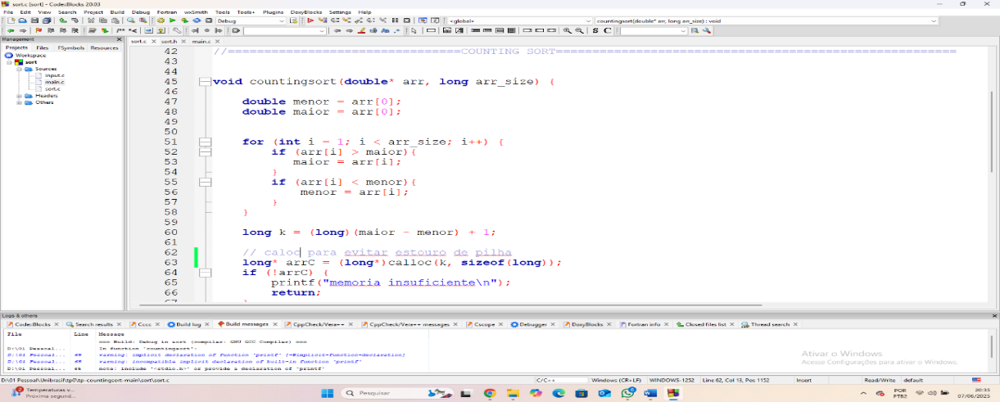 sort.c [sort] - Code::Blocks 20.03
File Edit View Search Project Build Debug Fortran wxSmith Tools Tools+ Plugins DoxyBlocks Settings Help
Debug <global> countingsort(double* arr, long arr_size) : void
Management
Projects Files FSymbols Resources
Workspace
sort
Sources
input.c
main.c
sort.c
Headers
Others
sort.c sort.h main.c
42 //================================COUNTING SORT=======================================================
43
44
45 void countingsort(double* arr, long arr_size) {
46
47 double menor = arr[0];
48 double maior = arr[0];
49
50
51 for (int i = 1; i < arr_size; i++) {
52 if (arr[i] > maior){
53 maior = arr[i];
54 }
55 if (arr[i] < menor){
56 menor = arr[i];
57 }
58 }
59
60 long k = (long)(maior - menor) + 1;
61
62 // caloc para evitar estouro de pilha
63 long* arrC = (long*)calloc(k, sizeof(long));
64 if (!arrC) {
65 printf("memoria insuficiente\n");
66 return;
67 }
Logs & others
Code::Blocks Search results Cccc Build log Build messages CppCheck/Vera++ CppCheck/Vera++ messages Cscope Debugger DoxyBlocks Fortran info Closed files list Thread search
File Line Message
=== Build: Debug in sort (compiler: GNU GCC Compiler) ===
D:\01 Pessoal... In function 'countingsort':
D:\01 Pessoal... 65 warning: implicit declaration of function 'printf' [-Wimplicit-function-declaration]
D:\01 Pessoal... 65 warning: incompatible implicit declaration of built-in function 'printf'
D:\01 Pessoal... 65 note: include '<stdio.h>' or provide a declaration of 'printf'
Ativar o Windows
Acesse Configurações para ativar o Windows.
D:\01 Pessoal\Unibrasil\tp0\tp-countingsort-main\sort\sort.c C/C++ Windows (CR+LF) WINDOWS-1252 Line 62, Col 13, Pos 1152 Insert Read/Write default
Temperaturas v...
Próxima segund...
Pesquisar
POR
PTB2
20:35
07/06/2025